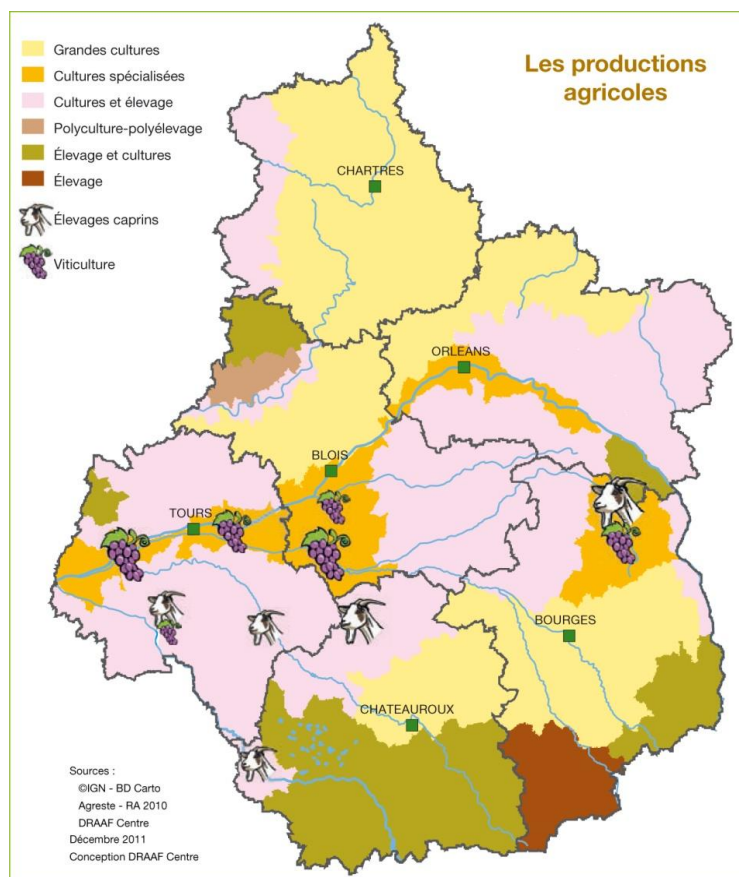 Les productions
agricoles
Grandes cultures
Cultures spécialisées
Cultures et élevage
Polyculture-polyélevage
Élevage et cultures
Élevage
Élevages caprins
Viticulture
CHARTRES
ORLEANS
BLOIS
TOURS
BOURGES
CHATEAUROUX
Sources :
©IGN - BD Carto
Agreste - RA 2010
DRAAF Centre
Décembre 2011
Conception DRAAF Centre